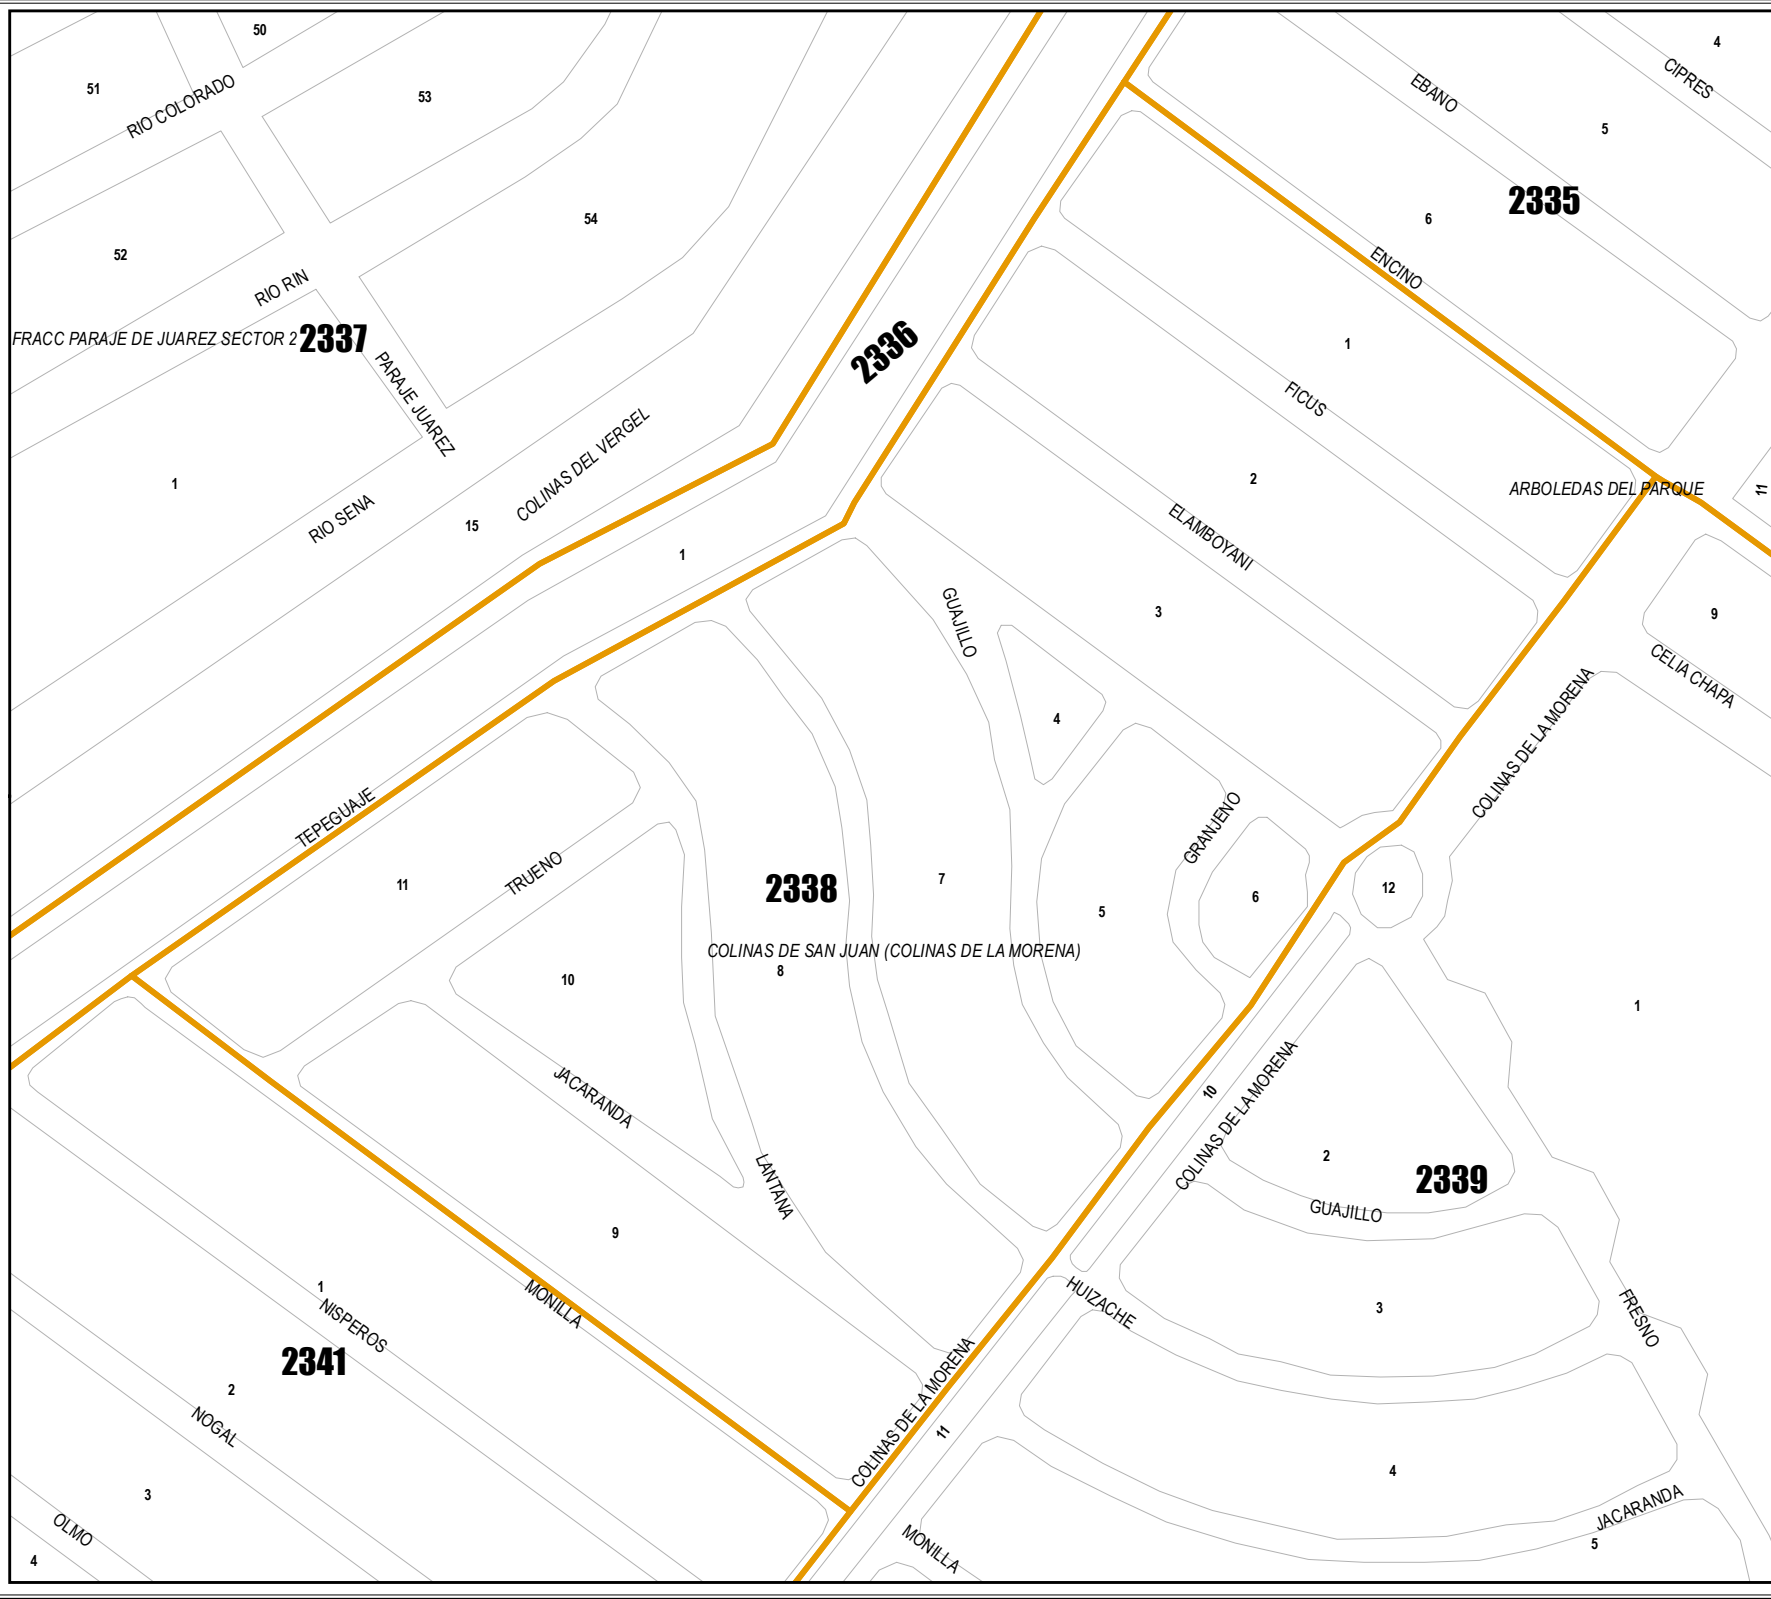 50
4
CIPRES
51
RIO COLORADO
53
EBANO
5
2335
6
54
52
ENCINO
RIO RIN
FRACC PARAJE DE JUAREZ SECTOR 2
2337
2336
1
PARAJE JUAREZ
FICUS
COLINAS DEL VERGEL
1
2
ARBOLEDAS DEL PARQUE
11
RIO SENA
15
ELAMBOYANI
1
GUAJILLO
3
9
CELIA CHAPA
4
COLINAS DE LA MORENA
TEPEGUAJE
GRANJENO
TRUENO
11
2338
7
12
6
5
COLINAS DE SAN JUAN (COLINAS DE LA MORENA)
8
10
1
JACARANDA
10
COLINAS DE LA MORENA
2
2339
LANTANA
GUAJILLO
9
1
MONILLA
HUIZACHE
3
NISPEROS
FRESNO
2341
2
COLINAS DE LA MORENA
NOGAL
11
4
3
JACARANDA
OLMO
5
4
MONILLA